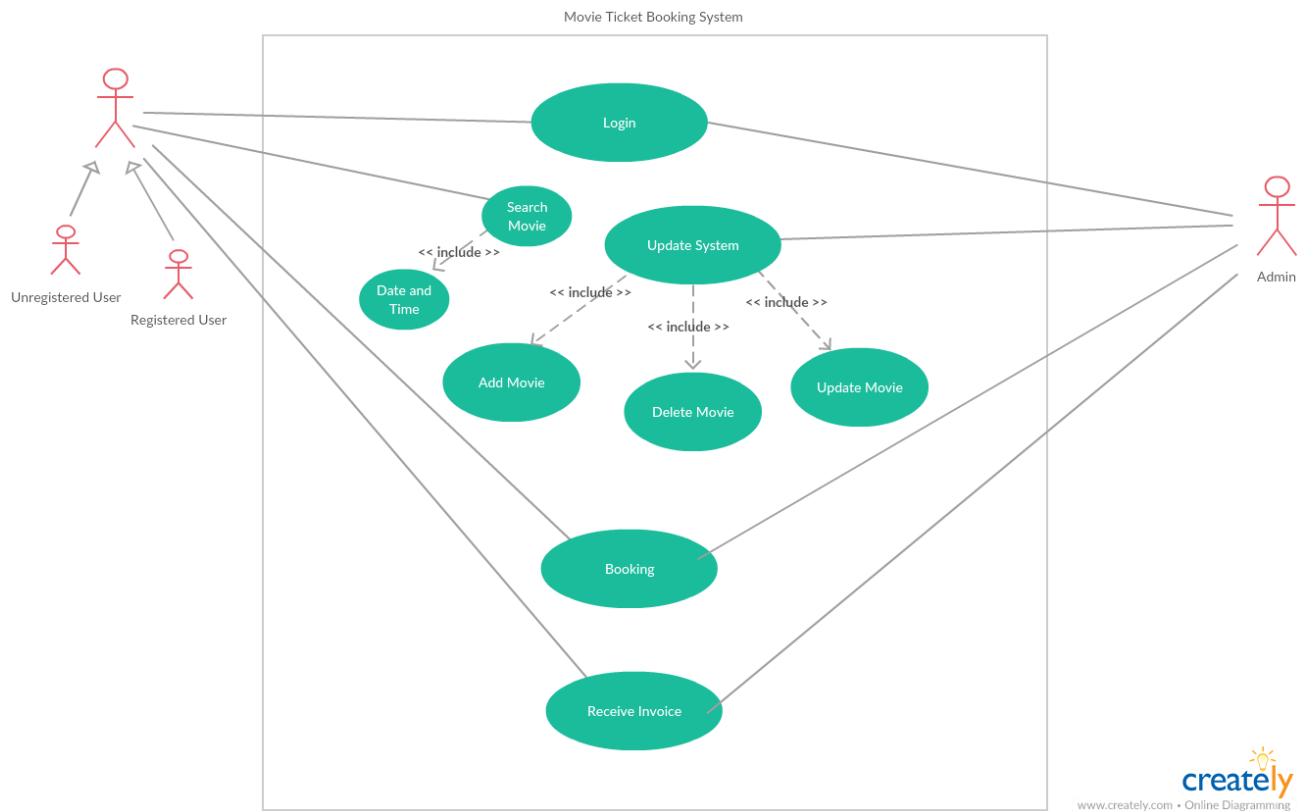 Movie Ticket Booking System
Login
Search
Movie
Update System
<< include >>
Date and
Time
<< include >>
<< include >>
<< include >>
Unregistered User
Registered User
Admin
Add Movie
Delete Movie
Update Movie
Booking
Receive Invoice
creately
www.creately.com • Online Diagramming